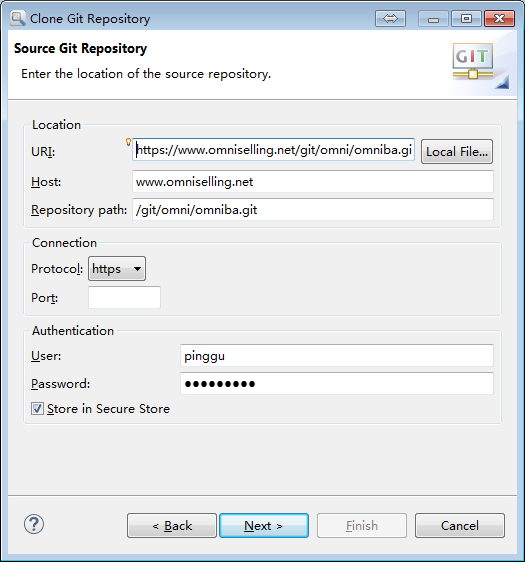 Clone Git Repository
Source Git Repository
Enter the location of the source repository.
GIT
Location
URI: https://www.omniselling.net/git/omni/omniba.gi Local File...
Host: www.omniselling.net
Repository path: /git/omni/omniba.git
Connection
Protocol: https
Port:
Authentication
User: pinggu
Password: ●●●●●●●●●
Store in Secure Store
? < Back Next > Finish Cancel